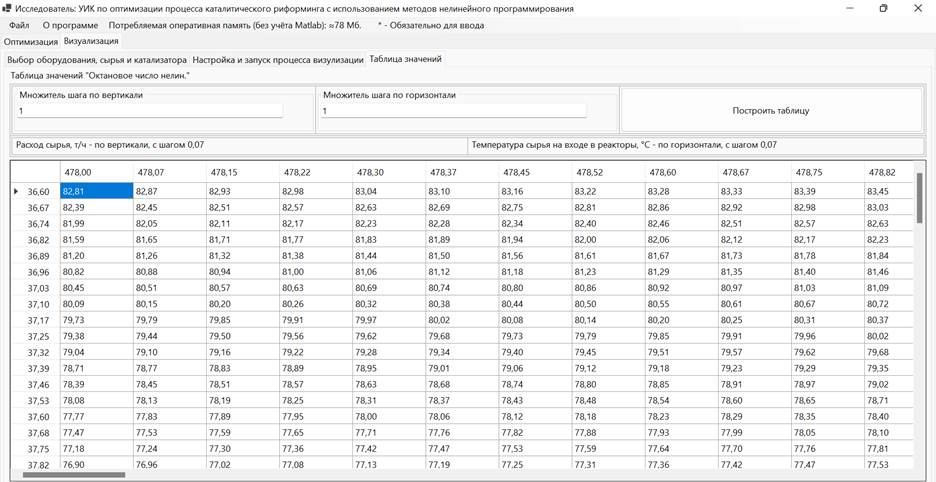 Исследователь: УИК по оптимизации процесса каталитического риформинга с использованием методов нелинейного программирования
Файл О программе Потребляемая оперативная память (без учёта Matlab): ≈78 Мб. * - Обязательно для ввода
Оптимизация Визуализация
Выбор оборудования, сырья и катализатора Настройка и запуск процесса визулизации Таблица значений
Таблица значений "Октановое число нелин."
Множитель шага по вертикали Множитель шага по горизонтали
1 1 Построить таблицу
Расход сырья, т/ч - по вертикали, с шагом 0,07 Температура сырья на входе в реакторы, °С - по горизонтали, с шагом 0,07
478,00 478,07 478,15 478,22 478,30 478,37 478,45 478,52 478,60 478,67 478,75 478,82
36,60 82,81 82,87 82,93 82,98 83,04 83,10 83,16 83,22 83,28 83,33 83,39 83,45
36,67 82,39 82,45 82,51 82,57 82,63 82,69 82,75 82,81 82,86 82,92 82,98 83,03
36,74 81,99 82,05 82,11 82,17 82,23 82,28 82,34 82,40 82,46 82,51 82,57 82,63
36,82 81,59 81,65 81,71 81,77 81,83 81,89 81,94 82,00 82,06 82,12 82,17 82,23
36,89 81,20 81,26 81,32 81,38 81,44 81,50 81,56 81,61 81,67 81,73 81,78 81,84
36,96 80,82 80,88 80,94 81,00 81,06 81,12 81,18 81,23 81,29 81,35 81,40 81,46
37,03 80,45 80,51 80,57 80,63 80,69 80,74 80,80 80,86 80,92 80,97 81,03 81,09
37,10 80,09 80,15 80,20 80,26 80,32 80,38 80,44 80,50 80,55 80,61 80,67 80,72
37,17 79,73 79,79 79,85 79,91 79,97 80,02 80,08 80,14 80,20 80,25 80,31 80,37
37,25 79,38 79,44 79,50 79,56 79,62 79,68 79,73 79,79 79,85 79,91 79,96 80,02
37,32 79,04 79,10 79,16 79,22 79,28 79,34 79,40 79,45 79,51 79,57 79,62 79,68
37,39 78,71 78,77 78,83 78,89 78,95 79,01 79,06 79,12 79,18 79,23 79,29 79,35
37,46 78,39 78,45 78,51 78,57 78,63 78,68 78,74 78,80 78,85 78,91 78,97 79,02
37,53 78,08 78,13 78,19 78,25 78,31 78,37 78,43 78,48 78,54 78,60 78,65 78,71
37,60 77,77 77,83 77,89 77,95 78,00 78,06 78,12 78,18 78,23 78,29 78,35 78,40
37,68 77,47 77,53 77,59 77,65 77,71 77,76 77,82 77,88 77,93 77,99 78,05 78,10
37,75 77,18 77,24 77,30 77,36 77,42 77,47 77,53 77,59 77,64 77,70 77,76 77,81
37,82 76,90 76,96 77,02 77,08 77,13 77,19 77,25 77,31 77,36 77,42 77,47 77,53